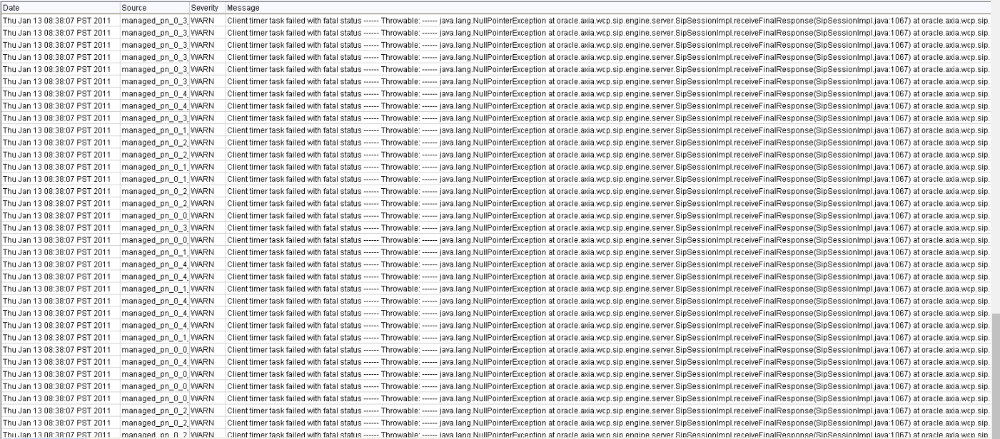 Date Source Severity Message
Thu Jan 13 08:38:07 PST 2011 managed_pn_0_3_ WARN Client timer task failed with fatal status ------ Throwable: ------ java.lang.NullPointerException at oracle.axia.wcp.sip.engine.server.SipSessionImpl.receiveFinalResponse(SipSessionImpl.java:1067) at oracle.axia.wcp.sip.
Thu Jan 13 08:38:07 PST 2011 managed_pn_0_3_ WARN Client timer task failed with fatal status ------ Throwable: ------ java.lang.NullPointerException at oracle.axia.wcp.sip.engine.server.SipSessionImpl.receiveFinalResponse(SipSessionImpl.java:1067) at oracle.axia.wcp.sip.
Thu Jan 13 08:38:07 PST 2011 managed_pn_0_3_ WARN Client timer task failed with fatal status ------ Throwable: ------ java.lang.NullPointerException at oracle.axia.wcp.sip.engine.server.SipSessionImpl.receiveFinalResponse(SipSessionImpl.java:1067) at oracle.axia.wcp.sip.
Thu Jan 13 08:38:07 PST 2011 managed_pn_0_3_ WARN Client timer task failed with fatal status ------ Throwable: ------ java.lang.NullPointerException at oracle.axia.wcp.sip.engine.server.SipSessionImpl.receiveFinalResponse(SipSessionImpl.java:1067) at oracle.axia.wcp.sip.
Thu Jan 13 08:38:07 PST 2011 managed_pn_0_3_ WARN Client timer task failed with fatal status ------ Throwable: ------ java.lang.NullPointerException at oracle.axia.wcp.sip.engine.server.SipSessionImpl.receiveFinalResponse(SipSessionImpl.java:1067) at oracle.axia.wcp.sip.
Thu Jan 13 08:38:07 PST 2011 managed_pn_0_3_ WARN Client timer task failed with fatal status ------ Throwable: ------ java.lang.NullPointerException at oracle.axia.wcp.sip.engine.server.SipSessionImpl.receiveFinalResponse(SipSessionImpl.java:1067) at oracle.axia.wcp.sip.
Thu Jan 13 08:38:07 PST 2011 managed_pn_0_4_ WARN Client timer task failed with fatal status ------ Throwable: ------ java.lang.NullPointerException at oracle.axia.wcp.sip.engine.server.SipSessionImpl.receiveFinalResponse(SipSessionImpl.java:1067) at oracle.axia.wcp.sip.
Thu Jan 13 08:38:07 PST 2011 managed_pn_0_4_ WARN Client timer task failed with fatal status ------ Throwable: ------ java.lang.NullPointerException at oracle.axia.wcp.sip.engine.server.SipSessionImpl.receiveFinalResponse(SipSessionImpl.java:1067) at oracle.axia.wcp.sip.
Thu Jan 13 08:38:07 PST 2011 managed_pn_0_3_ WARN Client timer task failed with fatal status ------ Throwable: ------ java.lang.NullPointerException at oracle.axia.wcp.sip.engine.server.SipSessionImpl.receiveFinalResponse(SipSessionImpl.java:1067) at oracle.axia.wcp.sip.
Thu Jan 13 08:38:07 PST 2011 managed_pn_0_1_ WARN Client timer task failed with fatal status ------ Throwable: ------ java.lang.NullPointerException at oracle.axia.wcp.sip.engine.server.SipSessionImpl.receiveFinalResponse(SipSessionImpl.java:1067) at oracle.axia.wcp.sip.
Thu Jan 13 08:38:07 PST 2011 managed_pn_0_2_ WARN Client timer task failed with fatal status ------ Throwable: ------ java.lang.NullPointerException at oracle.axia.wcp.sip.engine.server.SipSessionImpl.receiveFinalResponse(SipSessionImpl.java:1067) at oracle.axia.wcp.sip.
Thu Jan 13 08:38:07 PST 2011 managed_pn_0_2_ WARN Client timer task failed with fatal status ------ Throwable: ------ java.lang.NullPointerException at oracle.axia.wcp.sip.engine.server.SipSessionImpl.receiveFinalResponse(SipSessionImpl.java:1067) at oracle.axia.wcp.sip.
Thu Jan 13 08:38:07 PST 2011 managed_pn_0_1_ WARN Client timer task failed with fatal status ------ Throwable: ------ java.lang.NullPointerException at oracle.axia.wcp.sip.engine.server.SipSessionImpl.receiveFinalResponse(SipSessionImpl.java:1067) at oracle.axia.wcp.sip.
Thu Jan 13 08:38:07 PST 2011 managed_pn_0_1_ WARN Client timer task failed with fatal status ------ Throwable: ------ java.lang.NullPointerException at oracle.axia.wcp.sip.engine.server.SipSessionImpl.receiveFinalResponse(SipSessionImpl.java:1067) at oracle.axia.wcp.sip.
Thu Jan 13 08:38:07 PST 2011 managed_pn_0_2_ WARN Client timer task failed with fatal status ------ Throwable: ------ java.lang.NullPointerException at oracle.axia.wcp.sip.engine.server.SipSessionImpl.receiveFinalResponse(SipSessionImpl.java:1067) at oracle.axia.wcp.sip.
Thu Jan 13 08:38:07 PST 2011 managed_pn_0_2_ WARN Client timer task failed with fatal status ------ Throwable: ------ java.lang.NullPointerException at oracle.axia.wcp.sip.engine.server.SipSessionImpl.receiveFinalResponse(SipSessionImpl.java:1067) at oracle.axia.wcp.sip.
Thu Jan 13 08:38:07 PST 2011 managed_pn_0_0_ WARN Client timer task failed with fatal status ------ Throwable: ------ java.lang.NullPointerException at oracle.axia.wcp.sip.engine.server.SipSessionImpl.receiveFinalResponse(SipSessionImpl.java:1067) at oracle.axia.wcp.sip.
Thu Jan 13 08:38:07 PST 2011 managed_pn_0_3_ WARN Client timer task failed with fatal status ------ Throwable: ------ java.lang.NullPointerException at oracle.axia.wcp.sip.engine.server.SipSessionImpl.receiveFinalResponse(SipSessionImpl.java:1067) at oracle.axia.wcp.sip.
Thu Jan 13 08:38:07 PST 2011 managed_pn_0_0_ WARN Client timer task failed with fatal status ------ Throwable: ------ java.lang.NullPointerException at oracle.axia.wcp.sip.engine.server.SipSessionImpl.receiveFinalResponse(SipSessionImpl.java:1067) at oracle.axia.wcp.sip.
Thu Jan 13 08:38:07 PST 2011 managed_pn_0_1_ WARN Client timer task failed with fatal status ------ Throwable: ------ java.lang.NullPointerException at oracle.axia.wcp.sip.engine.server.SipSessionImpl.receiveFinalResponse(SipSessionImpl.java:1067) at oracle.axia.wcp.sip.
Thu Jan 13 08:38:07 PST 2011 managed_pn_0_4_ WARN Client timer task failed with fatal status ------ Throwable: ------ java.lang.NullPointerException at oracle.axia.wcp.sip.engine.server.SipSessionImpl.receiveFinalResponse(SipSessionImpl.java:1067) at oracle.axia.wcp.sip.
Thu Jan 13 08:38:07 PST 2011 managed_pn_0_4_ WARN Client timer task failed with fatal status ------ Throwable: ------ java.lang.NullPointerException at oracle.axia.wcp.sip.engine.server.SipSessionImpl.receiveFinalResponse(SipSessionImpl.java:1067) at oracle.axia.wcp.sip.
Thu Jan 13 08:38:07 PST 2011 managed_pn_0_1_ WARN Client timer task failed with fatal status ------ Throwable: ------ java.lang.NullPointerException at oracle.axia.wcp.sip.engine.server.SipSessionImpl.receiveFinalResponse(SipSessionImpl.java:1067) at oracle.axia.wcp.sip.
Thu Jan 13 08:38:07 PST 2011 managed_pn_0_4_ WARN Client timer task failed with fatal status ------ Throwable: ------ java.lang.NullPointerException at oracle.axia.wcp.sip.engine.server.SipSessionImpl.receiveFinalResponse(SipSessionImpl.java:1067) at oracle.axia.wcp.sip.
Thu Jan 13 08:38:07 PST 2011 managed_pn_0_4_ WARN Client timer task failed with fatal status ------ Throwable: ------ java.lang.NullPointerException at oracle.axia.wcp.sip.engine.server.SipSessionImpl.receiveFinalResponse(SipSessionImpl.java:1067) at oracle.axia.wcp.sip.
Thu Jan 13 08:38:07 PST 2011 managed_pn_0_4_ WARN Client timer task failed with fatal status ------ Throwable: ------ java.lang.NullPointerException at oracle.axia.wcp.sip.engine.server.SipSessionImpl.receiveFinalResponse(SipSessionImpl.java:1067) at oracle.axia.wcp.sip.
Thu Jan 13 08:38:07 PST 2011 managed_pn_0_1_ WARN Client timer task failed with fatal status ------ Throwable: ------ java.lang.NullPointerException at oracle.axia.wcp.sip.engine.server.SipSessionImpl.receiveFinalResponse(SipSessionImpl.java:1067) at oracle.axia.wcp.sip.
Thu Jan 13 08:38:07 PST 2011 managed_pn_0_0_ WARN Client timer task failed with fatal status ------ Throwable: ------ java.lang.NullPointerException at oracle.axia.wcp.sip.engine.server.SipSessionImpl.receiveFinalResponse(SipSessionImpl.java:1067) at oracle.axia.wcp.sip.
Thu Jan 13 08:38:07 PST 2011 managed_pn_0_4_ WARN Client timer task failed with fatal status ------ Throwable: ------ java.lang.NullPointerException at oracle.axia.wcp.sip.engine.server.SipSessionImpl.receiveFinalResponse(SipSessionImpl.java:1067) at oracle.axia.wcp.sip.
Thu Jan 13 08:38:07 PST 2011 managed_pn_0_0_ WARN Client timer task failed with fatal status ------ Throwable: ------ java.lang.NullPointerException at oracle.axia.wcp.sip.engine.server.SipSessionImpl.receiveFinalResponse(SipSessionImpl.java:1067) at oracle.axia.wcp.sip.
Thu Jan 13 08:38:07 PST 2011 managed_pn_0_0_ WARN Client timer task failed with fatal status ------ Throwable: ------ java.lang.NullPointerException at oracle.axia.wcp.sip.engine.server.SipSessionImpl.receiveFinalResponse(SipSessionImpl.java:1067) at oracle.axia.wcp.sip.
Thu Jan 13 08:38:07 PST 2011 managed_pn_0_0_ WARN Client timer task failed with fatal status ------ Throwable: ------ java.lang.NullPointerException at oracle.axia.wcp.sip.engine.server.SipSessionImpl.receiveFinalResponse(SipSessionImpl.java:1067) at oracle.axia.wcp.sip.
Thu Jan 13 08:38:07 PST 2011 managed_pn_0_2_ WARN Client timer task failed with fatal status ------ Throwable: ------ java.lang.NullPointerException at oracle.axia.wcp.sip.engine.server.SipSessionImpl.receiveFinalResponse(SipSessionImpl.java:1067) at oracle.axia.wcp.sip.
Thu Jan 13 08:38:07 PST 2011 managed_pn_0_2_ WARN Client timer task failed with fatal status ------ Throwable: ------ java.lang.NullPointerException at oracle.axia.wcp.sip.engine.server.SipSessionImpl.receiveFinalResponse(SipSessionImpl.java:1067) at oracle.axia.wcp.sip.
Thu Jan 13 08:38:07 PST 2011 managed_pn_0_2_ WARN Client timer task failed with fatal status ------ Throwable: ------ java.lang.NullPointerException at oracle.axia.wcp.sip.engine.server.SipSessionImpl.receiveFinalResponse(SipSessionImpl.java:1067) at oracle.axia.wcp.sip.